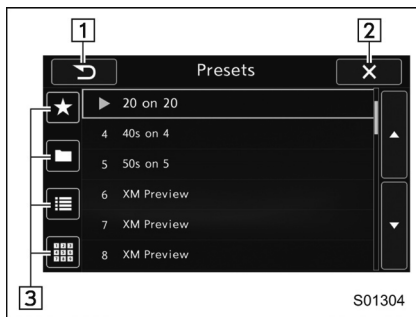 1
2
Presets
20 on 20
4 40s on 4
5 50s on 5
6 XM Preview
7 XM Preview
8 XM Preview
3
S01304